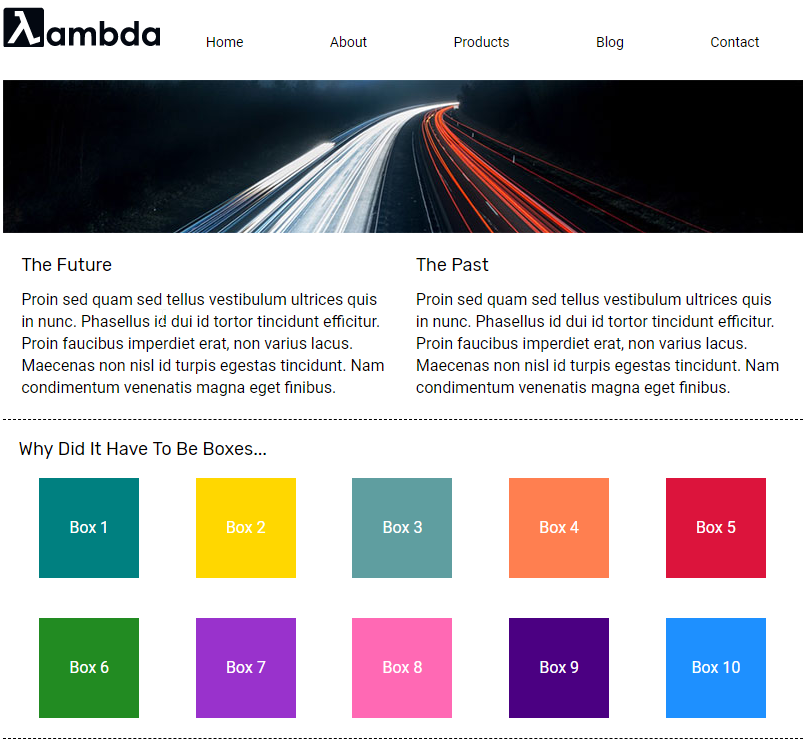 λambda
Home About Products Blog Contact
The Future
Proin sed quam sed tellus vestibulum ultrices quis
in nunc. Phasellus id dui id tortor tincidunt efficitur.
Proin faucibus imperdiet erat, non varius lacus.
Maecenas non nisl id turpis egestas tincidunt. Nam
condimentum venenatis magna eget finibus.
The Past
Proin sed quam sed tellus vestibulum ultrices quis
in nunc. Phasellus id dui id tortor tincidunt efficitur.
Proin faucibus imperdiet erat, non varius lacus.
Maecenas non nisl id turpis egestas tincidunt. Nam
condimentum venenatis magna eget finibus.
Why Did It Have To Be Boxes...
Box 1 Box 2 Box 3 Box 4 Box 5
Box 6 Box 7 Box 8 Box 9 Box 10